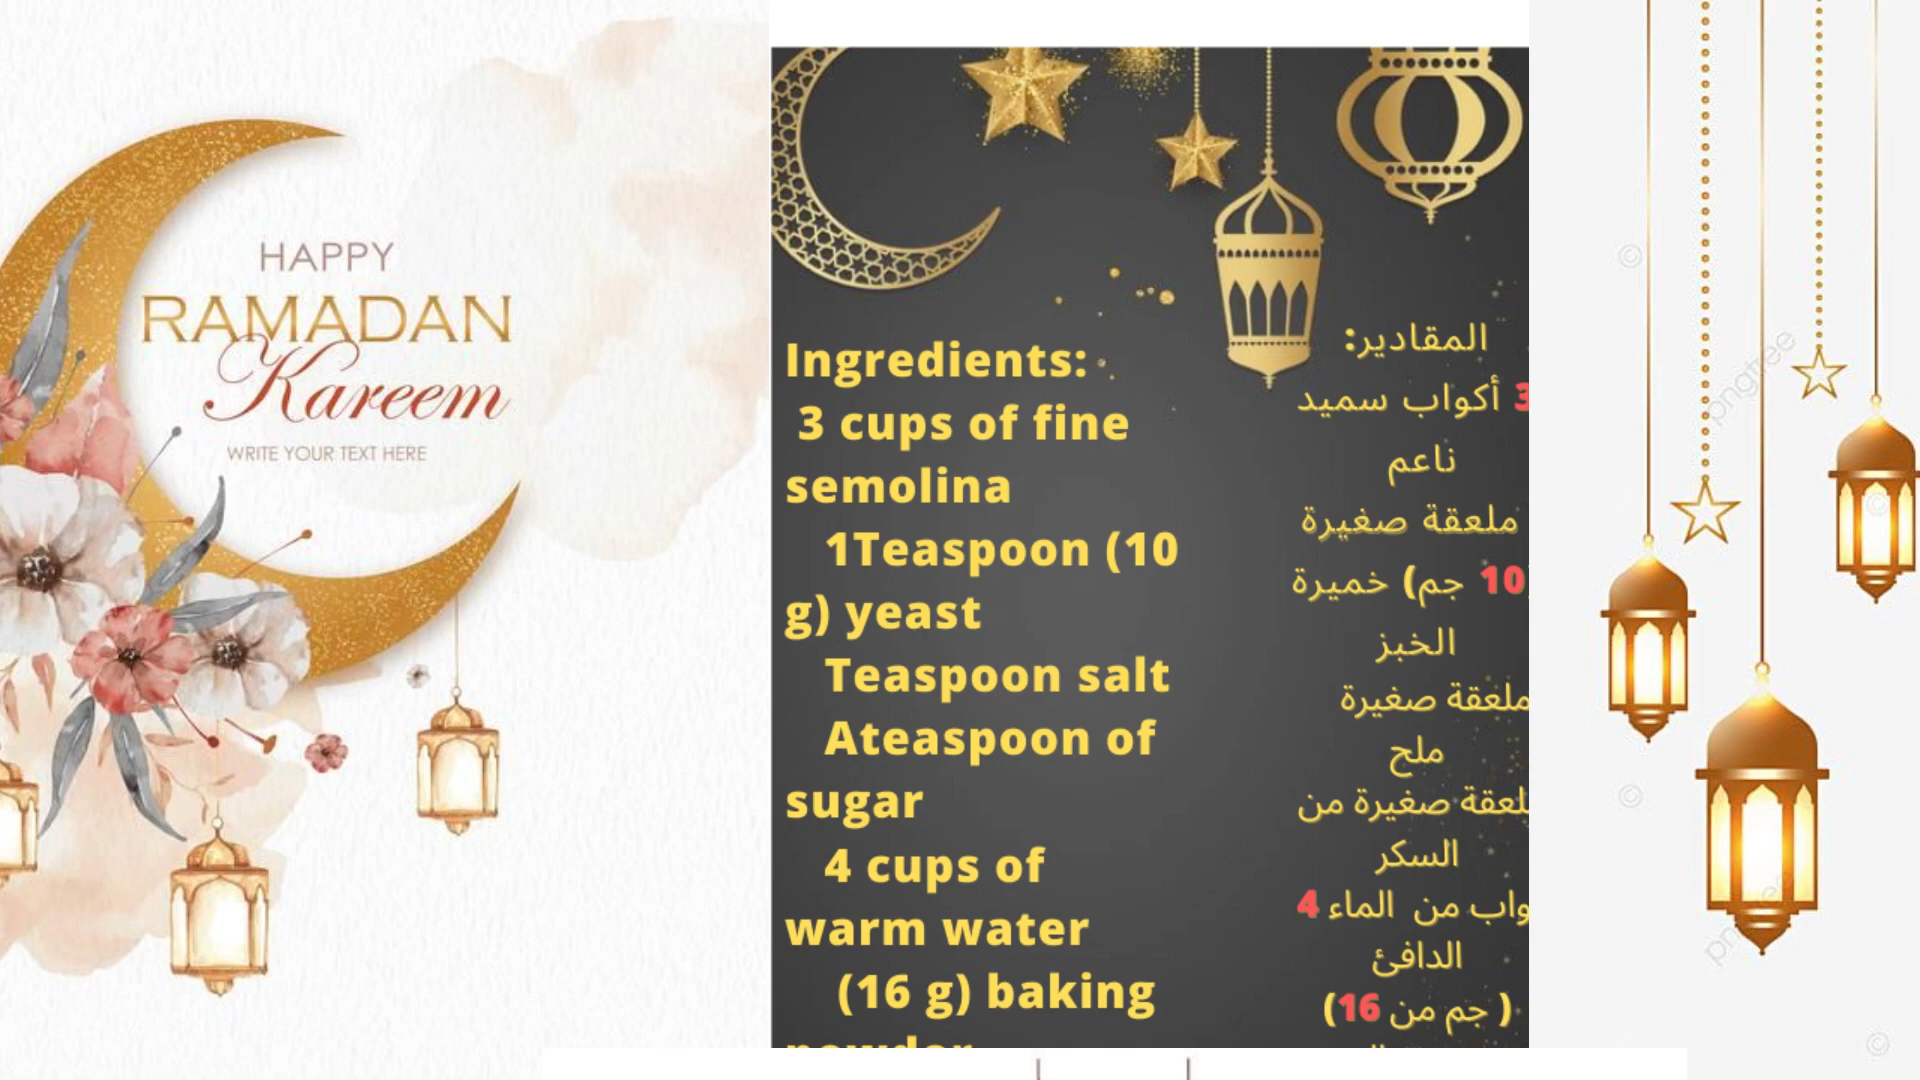 HAPPY
RAMADAN
Kareem
WRITE YOUR TEXT HERE
Ingredients:
3 cups of fine
semolina
1Teaspoon (10
g) yeast
Teaspoon salt
Ateaspoon of
sugar
4 cups of
warm water
(16 g) baking
powder
المقادير:
3 أكواب سميد
ناعم
ملعقة صغيرة
10 جم) خميرة
الخبز
ملعقة صغيرة
ملح
صغيرة من
السكر
من الماء 4
الدافئ
( جم من 16)
pngtree